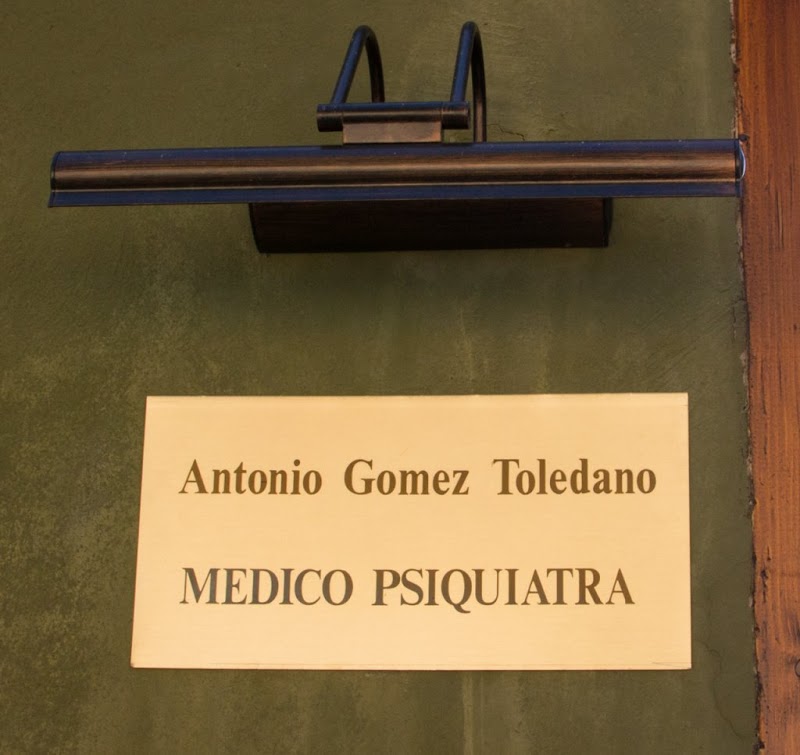 Antonio Gomez Toledano
MEDICO PSIQUIATRA